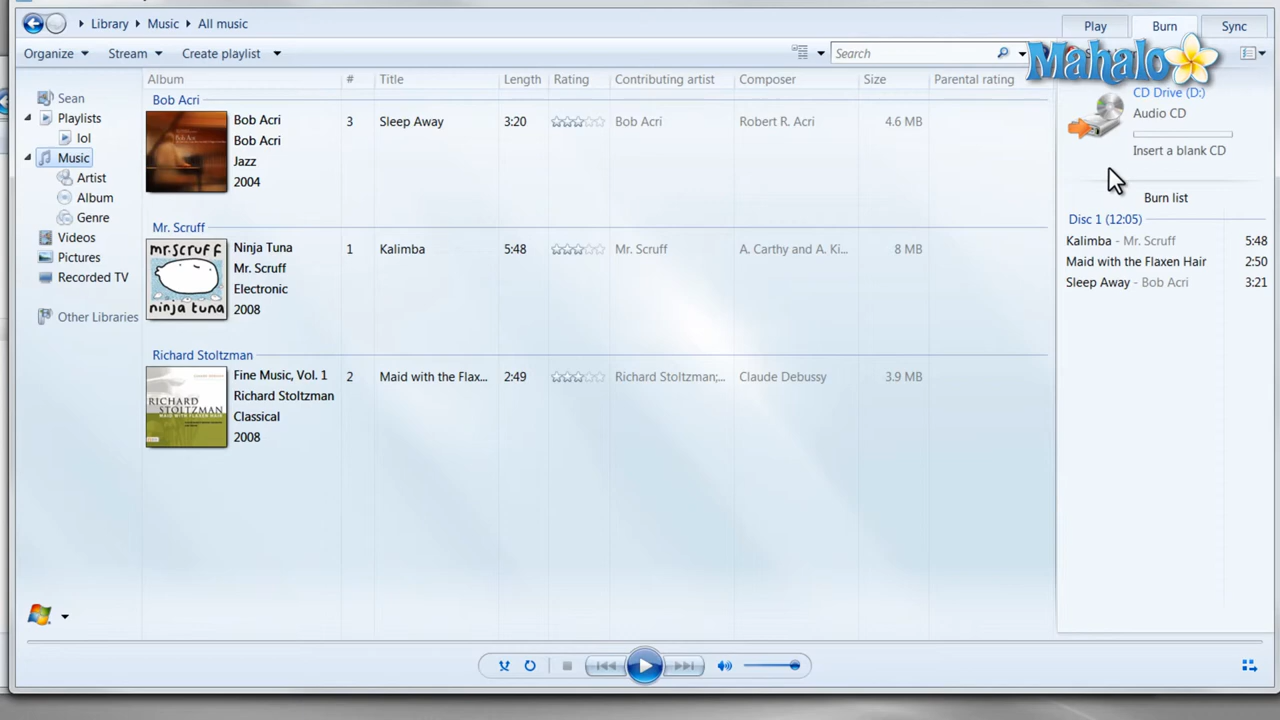 Library Music All music
Play Burn Sync
Organize Stream Create playlist
Search
Mahalo
Album # Title Length Rating Contributing artist Composer Size Parental rating
Sean
Playlists
lol
Music
Artist
Album
Genre
Videos
Pictures
Recorded TV
Other Libraries
Bob Acri
Bob Acri 3 Sleep Away 3:20 Bob Acri Robert R. Acri 4.6 MB
Bob Acri
Jazz
2004
Mr. Scruff
mr.scruff
ninja tuna
Ninja Tuna 1 Kalimba 5:48 Mr. Scruff A. Carthy and A. Ki... 8 MB
Mr. Scruff
Electronic
2008
Richard Stoltzman
RICHARD
STOLTZMAN
MAID WITH FLAXEN HAIR
Fine Music, Vol. 1 2 Maid with the Flax... 2:49 Richard Stoltzman;... Claude Debussy 3.9 MB
Richard Stoltzman
Classical
2008
CD Drive (D:)
Audio CD
Insert a blank CD
Burn list
Disc 1 (12:05)
Kalimba - Mr. Scruff 5:48
Maid with the Flaxen Hair 2:50
Sleep Away - Bob Acri 3:21